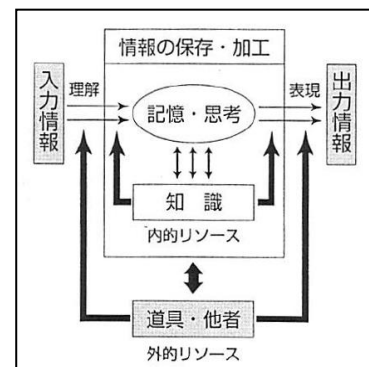 情報の保存・加工
入力情報
理解
記憶・思考
表現
出力情報
知 識
内的リソース
道具・他者
外的リソース